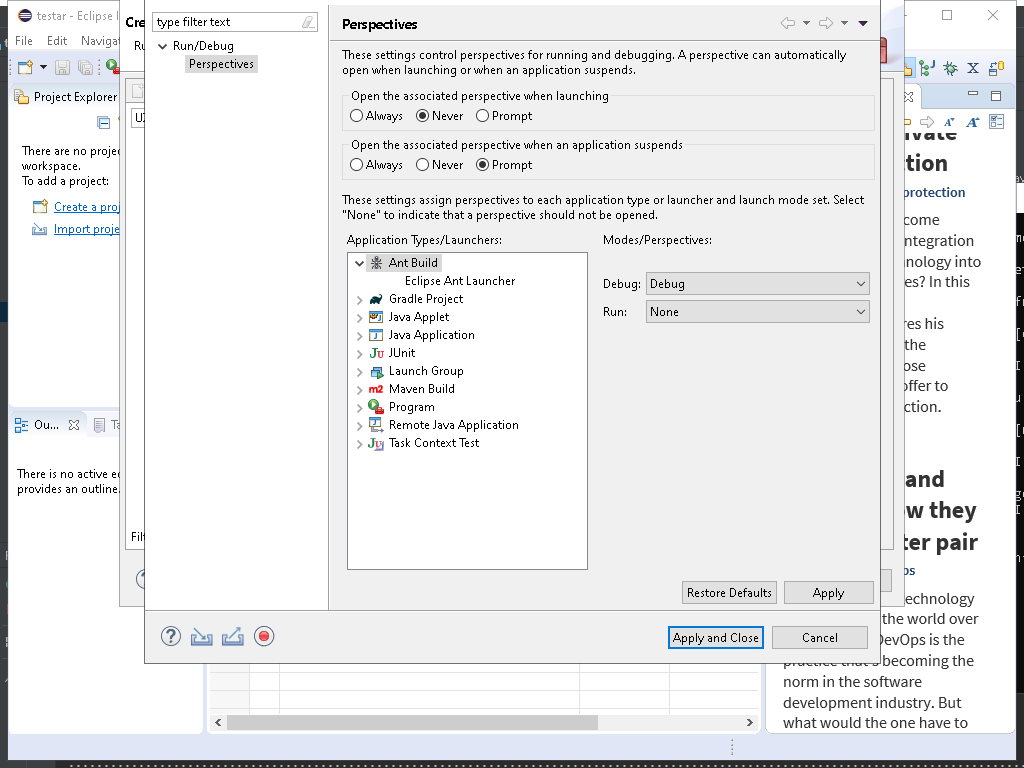 testar - Eclipse I
File Edit Navigat
Cre
Ru
Project Explorer
There are no projec
workspace.
To add a project:
Create a proj
Import proje
Ou...
Ta
There is no active ed
provides an outline.
Filt
type filter text
Run/Debug
Perspectives
Perspectives
These settings control perspectives for running and debugging. A perspective can automatically
open when launching or when an application suspends.
Open the associated perspective when launching
Always Never Prompt
Open the associated perspective when an application suspends
Always Never Prompt
These settings assign perspectives to each application type or launcher and launch mode set. Select
"None" to indicate that a perspective should not be opened.
Application Types/Launchers:
Ant Build
Eclipse Ant Launcher
Gradle Project
Java Applet
Java Application
JUnit
Launch Group
m2 Maven Build
Program
Remote Java Application
Task Context Test
Modes/Perspectives:
Debug: Debug
Run: None
Restore Defaults Apply
Apply and Close Cancel
ivate
tion
protection
come
ntegration
nology into
es? In this
res his
the
ose
offer to
ction.
and
ow they
ter pair
ps
echnology
the world over
DevOps is the
practice that's becoming the
norm in the software
development industry. But
what would the one have to